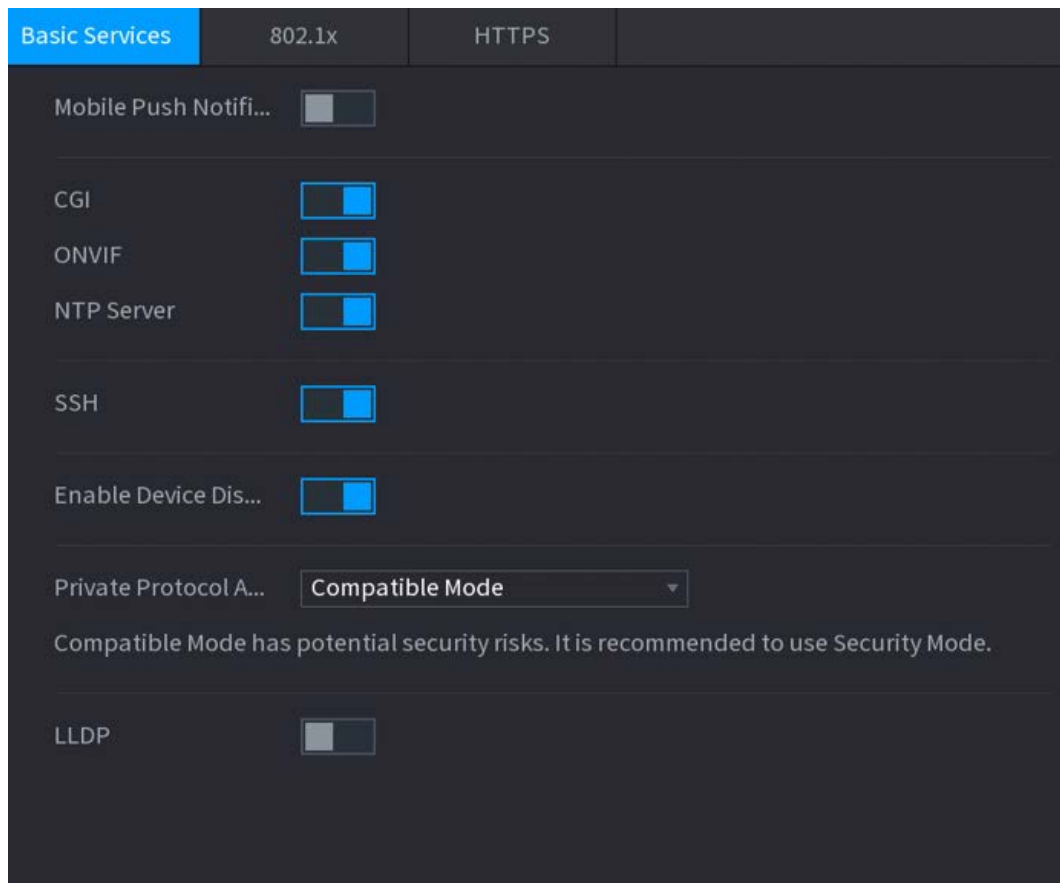 Basic Services 802.1x HTTPS
Mobile Push Notifi...
CGI
ONVIF
NTP Server
SSH
Enable Device Dis...
Private Protocol A... Compatible Mode
Compatible Mode has potential security risks. It is recommended to use Security Mode.
LLDP